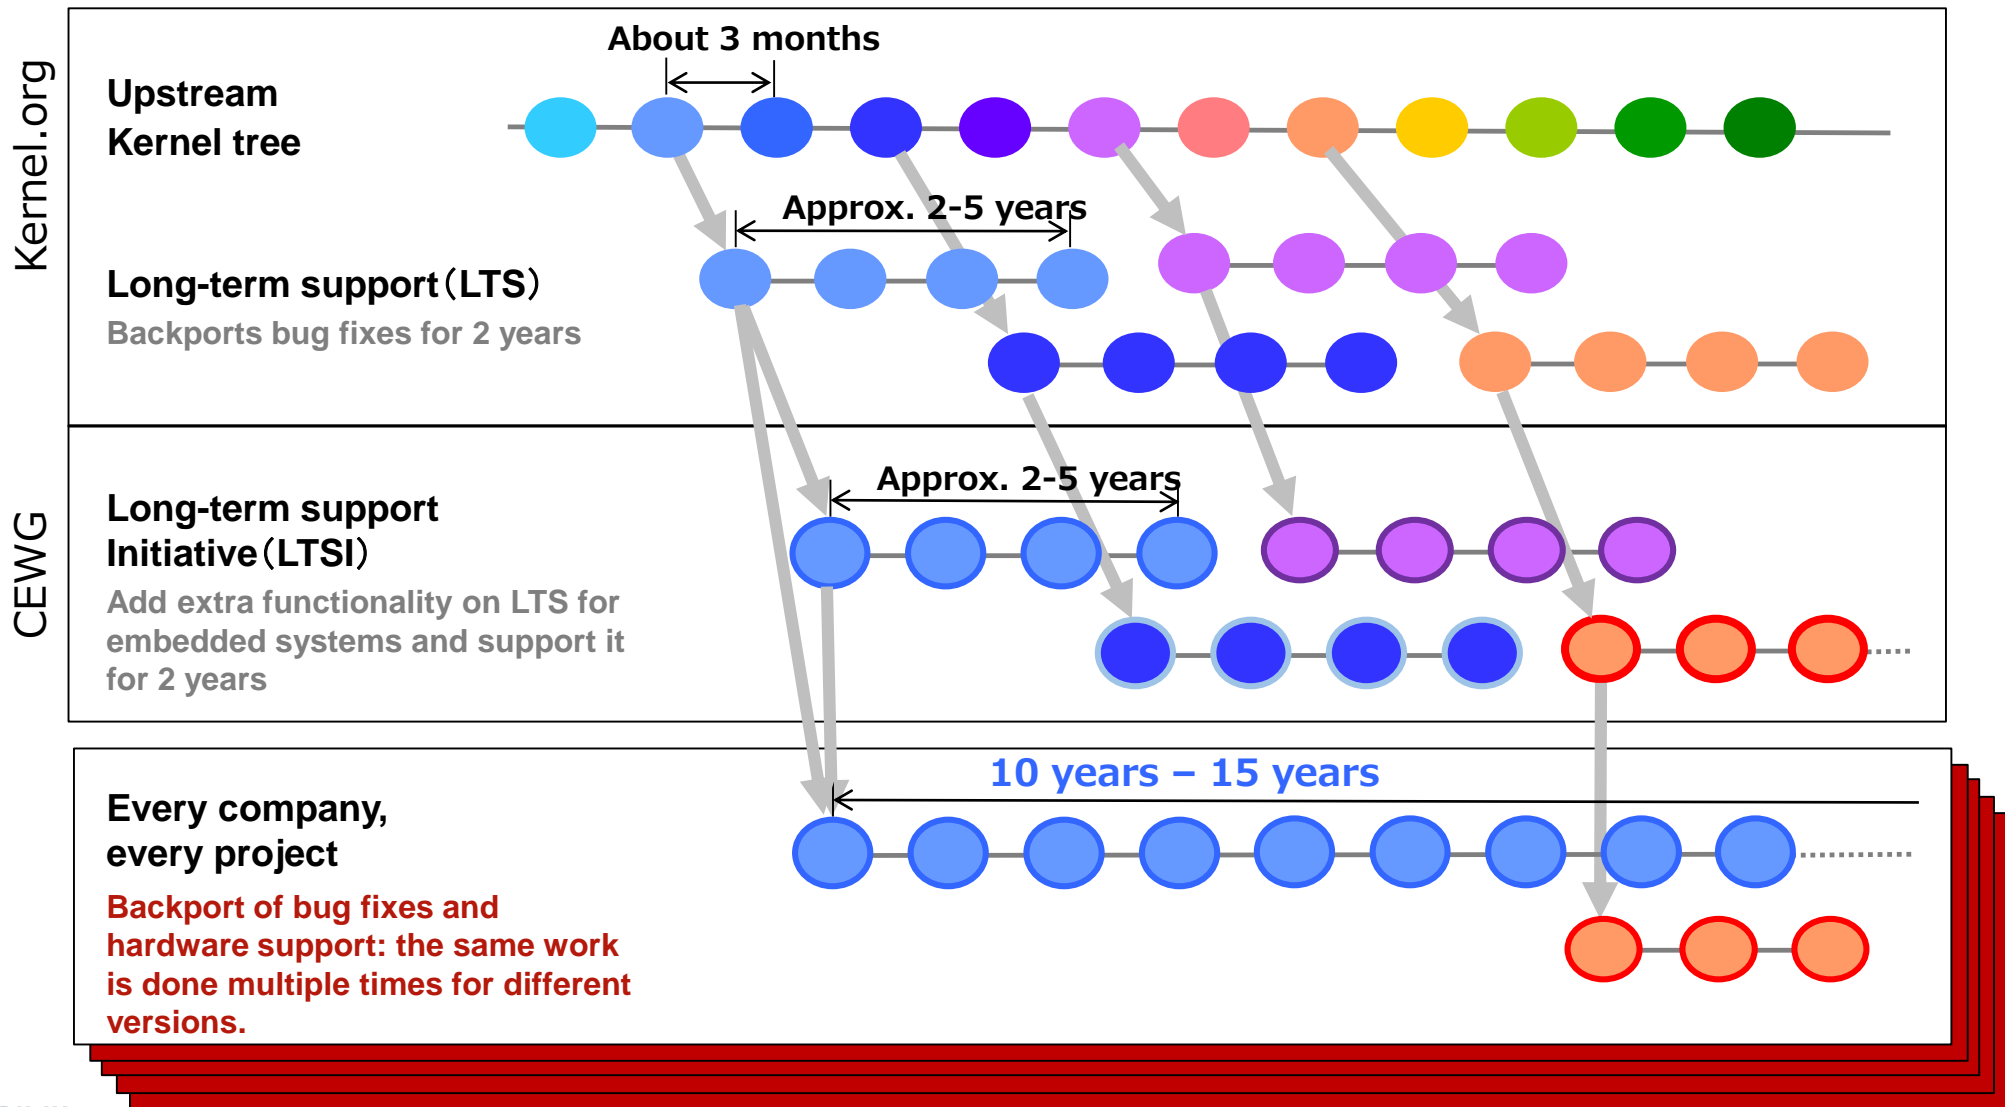 Kernel.org
About 3 months
Upstream
Kernel tree
Approx. 2-5 years
Long-term support（LTS）
Backports bug fixes for 2 years
CEWG
Approx. 2-5 years
Long-term support
Initiative（LTSI）
Add extra functionality on LTS for
embedded systems and support it
for 2 years
10 years – 15 years
Every company,
every project
Backport of bug fixes and
hardware support: the same work
is done multiple times for different
versions.